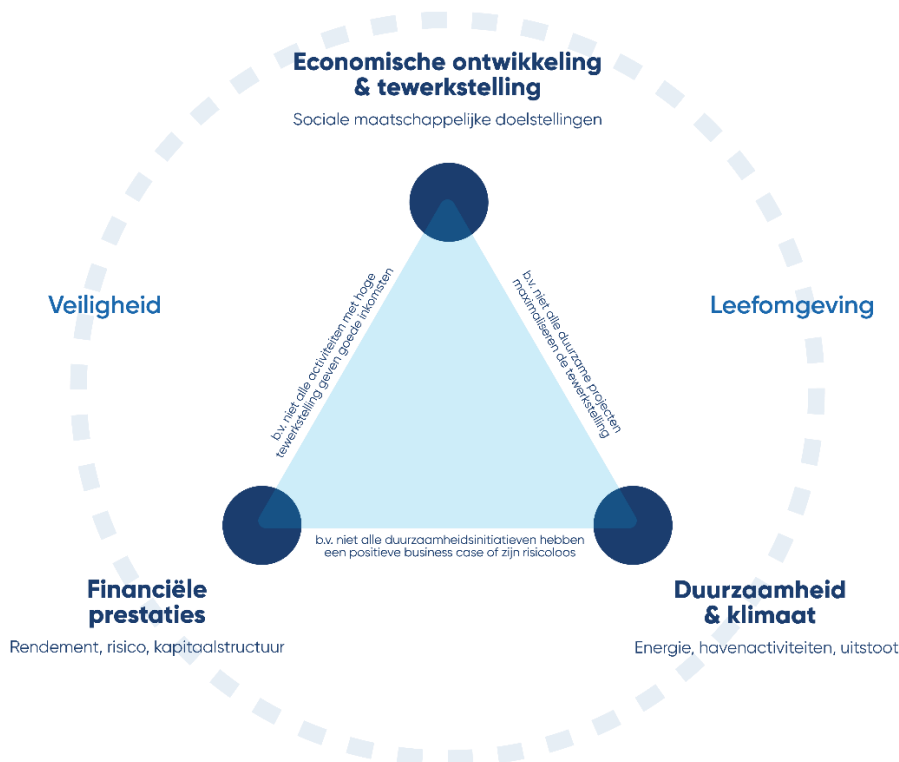 Economische ontwikkeling
& tewerkstelling
Sociale maatschappelijke doelstellingen
Veiligheid
Leefomgeving
b.v. niet alle activiteiten met hoge
tewerkstelling geven goede inkomsten
b.v. niet alle duurzame projecten
maximaliseren de tewerkstelling
b.v. niet alle duurzaamheidsinitiatieven hebben
een positieve business case of zijn risicoloos
Financiële
prestaties
Rendement, risico, kapitaalstructuur
Duurzaamheid
& klimaat
Energie, havenactiviteiten, uitstoot